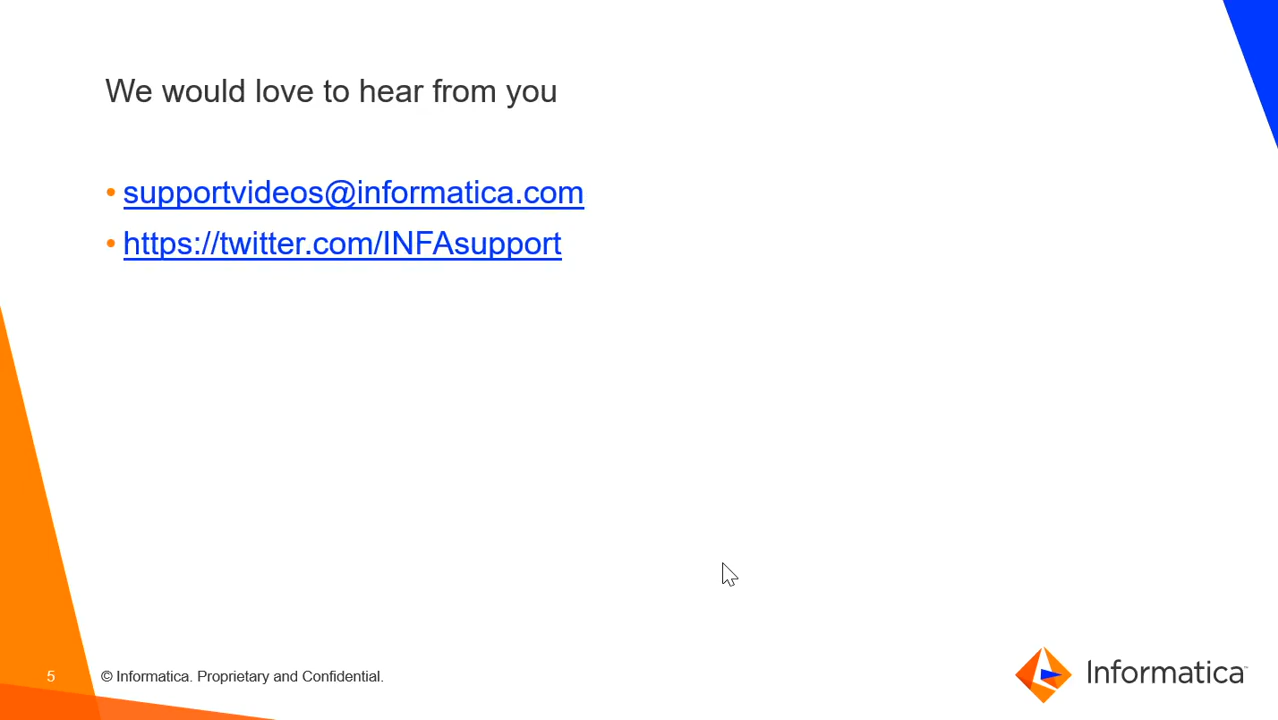 We would love to hear from you
• supportvideos@informatica.com
• https://twitter.com/INFAsupport
5
© Informatica. Proprietary and Confidential.
Informatica™